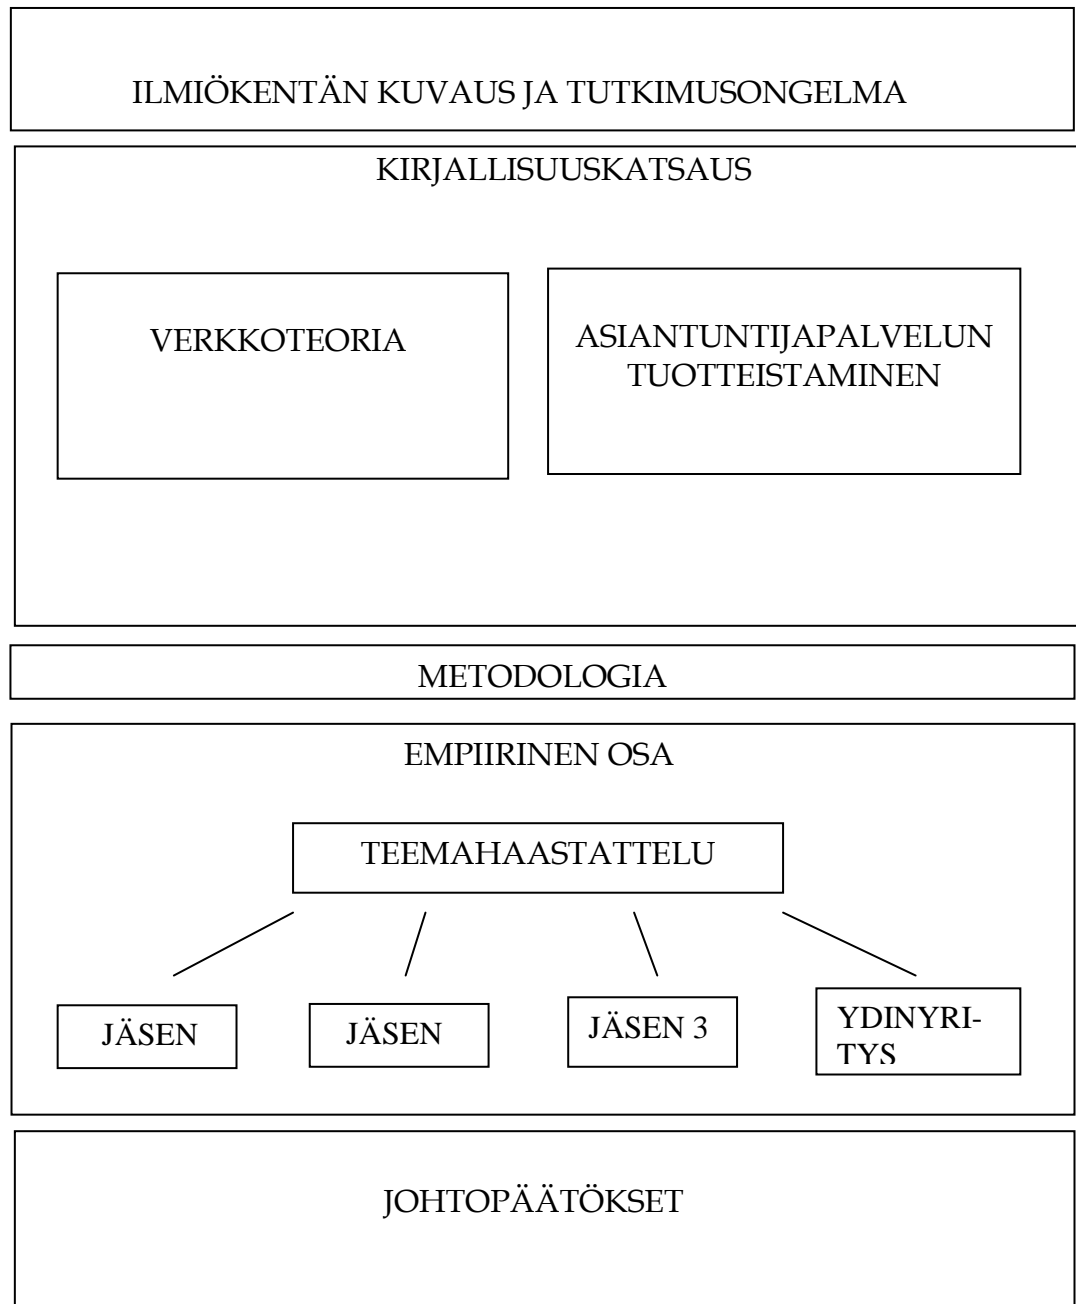 ILMIÖKENTÄN KUVAUS JA TUTKIMUSONGELMA
KIRJALLISUUSKATSAUS
VERKKOTEORIA
ASIANTUNTIJAPALVELUN
TUOTTEISTAMINEN
METODOLOGIA
EMPIIRINEN OSA
TEEMAHAASTATTELU
JÄSEN
JÄSEN
JÄSEN 3
YDINYRI-
TYS
JOHTOPÄÄTÖKSET